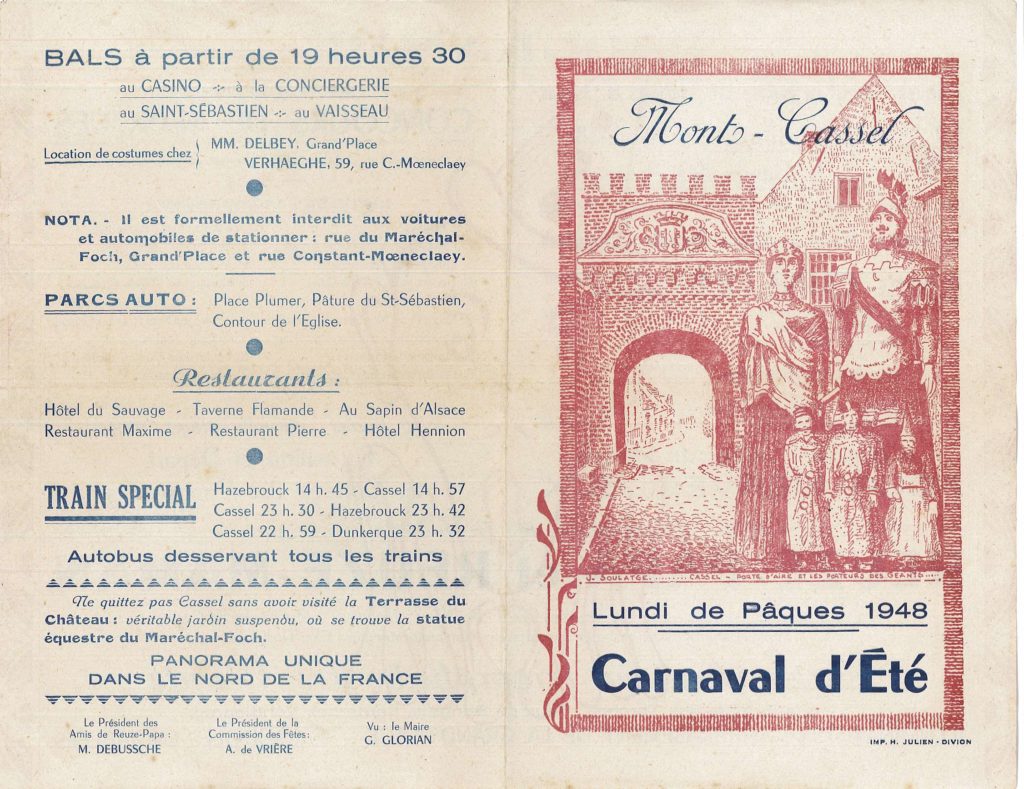 BALS à partir de 19 heures 30
au CASINO -:- à la CONCIERGERIE
au SAINT-SÉBASTIEN -:- au VAISSEAU
Location de costumes chez
MM. DELBEY. Grand'Place
VERHAEGHE, 59, rue C.-Mœneclaey
NOTA. - Il est formellement interdit aux voitures
et automobiles de stationner : rue du Maréchal-
Foch, Grand'Place et rue Constant-Mœneclaey.
PARCS AUTO : Place Plumer, Pâture du St-Sébastien,
Contour de l'Eglise.
Restaurants :
Hôtel du Sauvage - Taverne Flamande - Au Sapin d'Alsace
Restaurant Maxime - Restaurant Pierre - Hôtel Hennion
TRAIN SPECIAL
Hazebrouck 14 h. 45 - Cassel 14 h. 57
Cassel 23 h. 30 - Hazebrouck 23 h. 42
Cassel 22 h. 59 - Dunkerque 23 h. 32
Autobus desservant tous les trains
Ne quittez pas Cassel sans avoir visité la Terrasse du
Château : véritable jardin suspendu, où se trouve la statue
équestre du Maréchal-Foch.
PANORAMA UNIQUE
DANS LE NORD DE LA FRANCE
Le Président des
Amis de Reuze-Papa :
M. DEBUSSCHE
Le Président de la
Commission des Fêtes :
A. de VRIÈRE
Vu : le Maire
G. GLORIAN
Mont-Cassel
J. SOULATGE. CASSEL - PORTE D'AIRE ET LES PORTEURS DES GEANTS
Lundi de Pâques 1948
Carnaval d'Été
IMP. H. JULIEN - DIVION